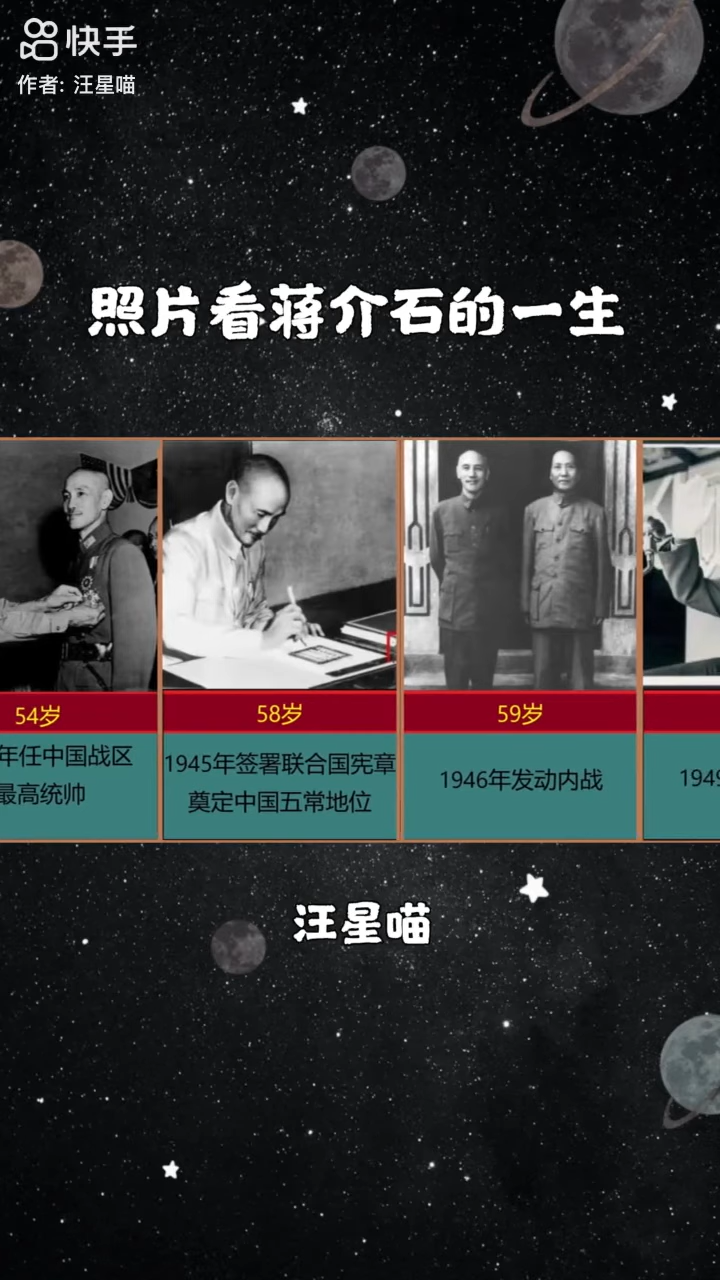 快手
作者: 汪星喵
照片看蒋介石的一生
54岁
年任中国战区
最高统帅
58岁
1945年签署联合国宪章
奠定中国五常地位
59岁
1946年发动内战
1949
汪星喵